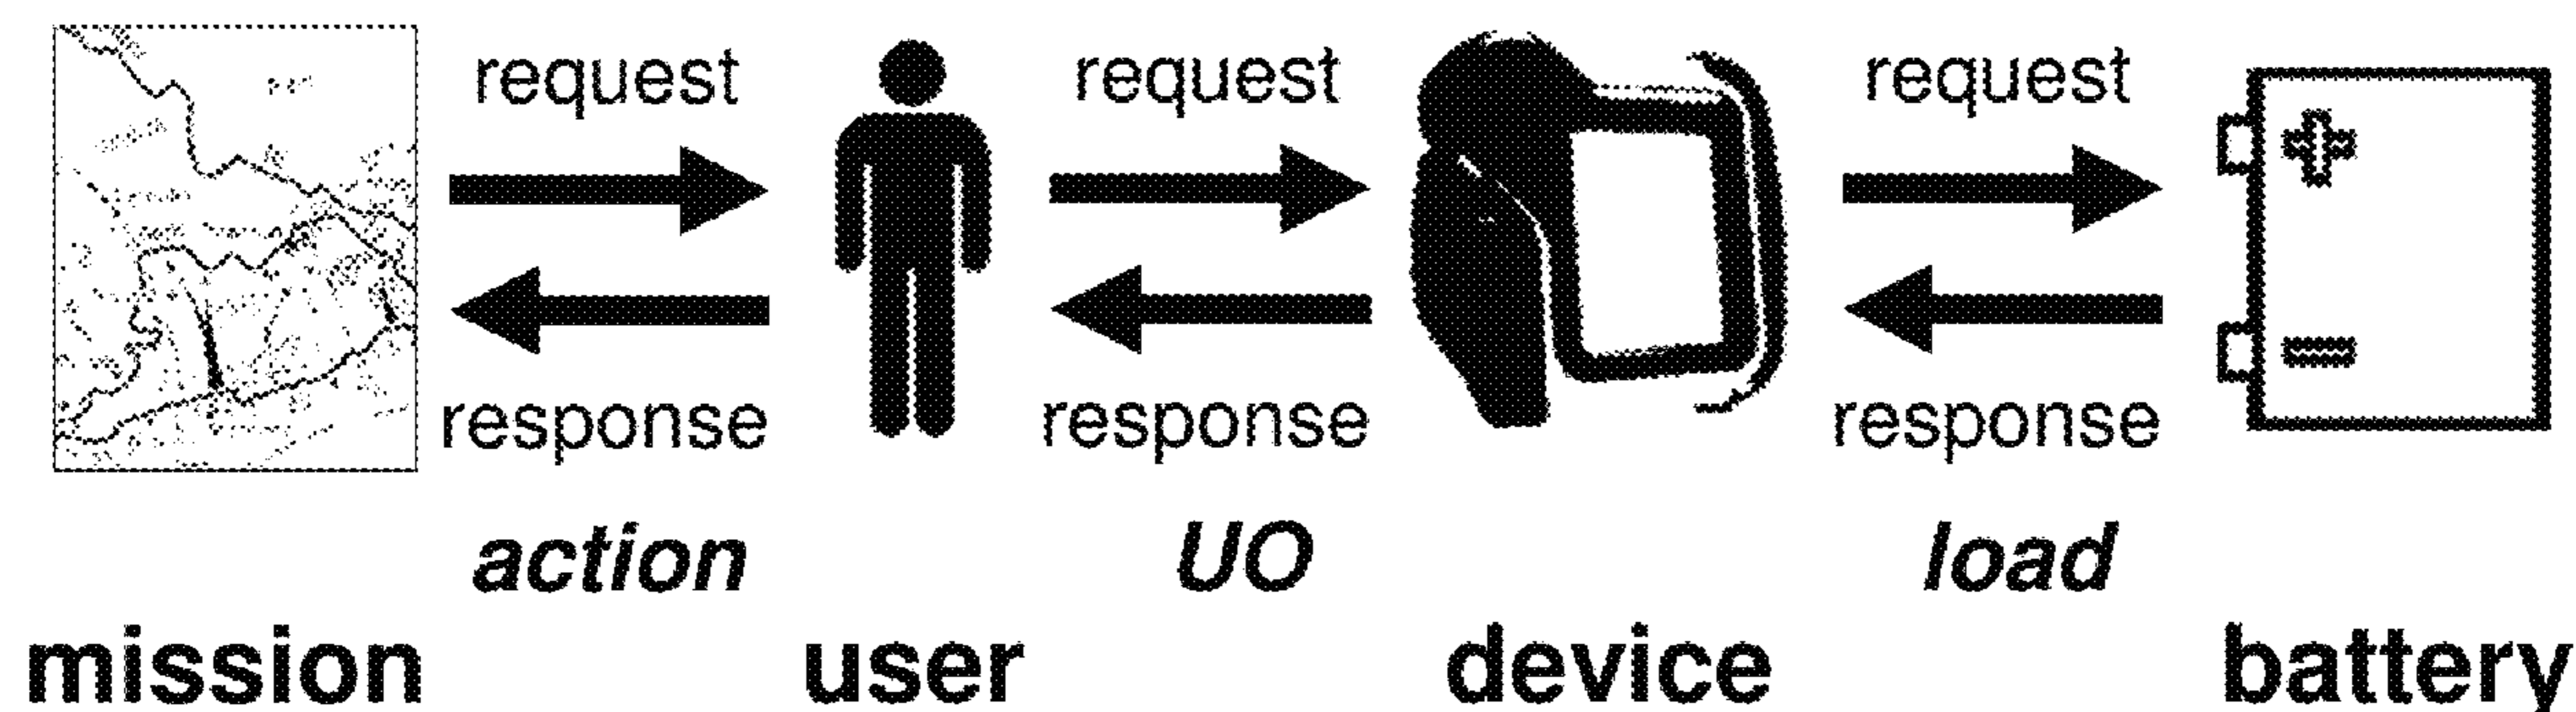 request request request
response response response
action UO load
mission user device battery